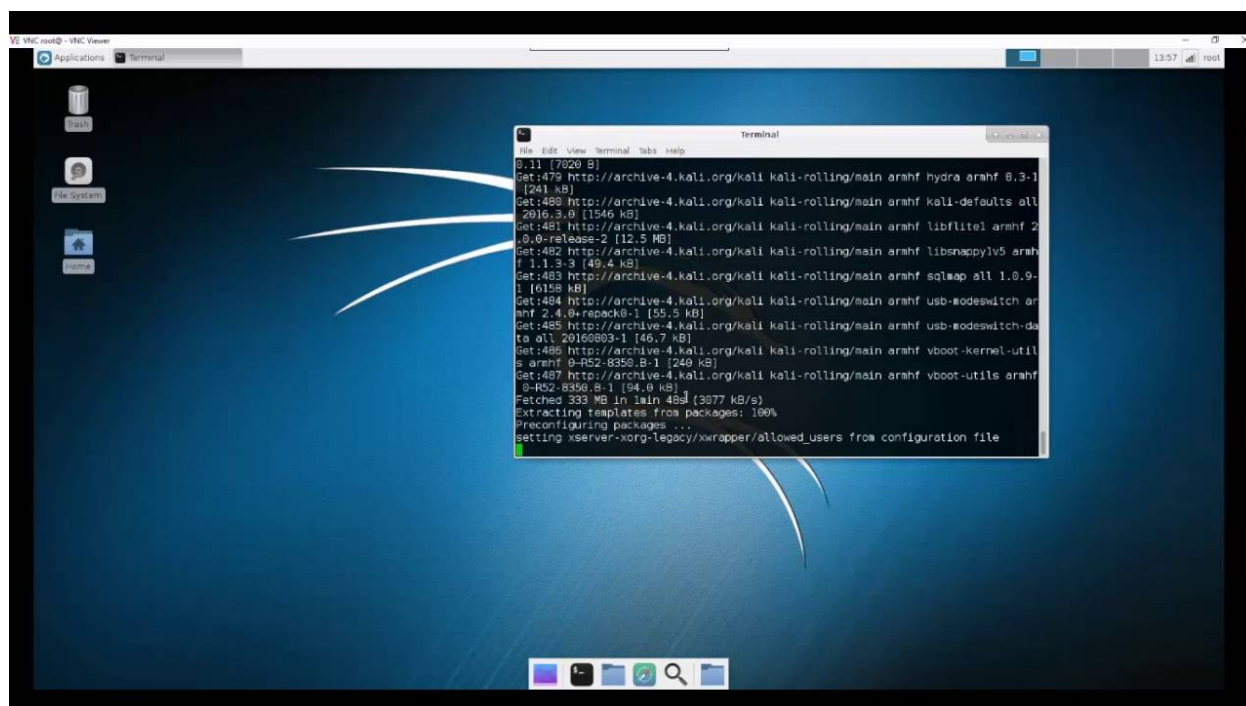 VNC root@ - VNC Viewer
Applications Terminal 13:57 root
Trash
File System
Home
Terminal
File Edit View Terminal Tabs Help
0.11 [7020 B]
Get:479 http://archive-4.kali.org/kali kali-rolling/main armhf hydra armhf 8.3-1
[241 kB]
Get:480 http://archive-4.kali.org/kali kali-rolling/main armhf kali-defaults all
2016.3.0 [1546 kB]
Get:481 http://archive-4.kali.org/kali kali-rolling/main armhf libflite1 armhf 2
.0.0-release-2 [12.5 MB]
Get:482 http://archive-4.kali.org/kali kali-rolling/main armhf libsnappy1v5 armh
f 1.1.3-3 [49.4 kB]
Get:483 http://archive-4.kali.org/kali kali-rolling/main armhf sqlmap all 1.0.9-
1 [6158 kB]
Get:484 http://archive-4.kali.org/kali kali-rolling/main armhf usb-modeswitch ar
mhf 2.4.0+repack0-1 [55.5 kB]
Get:485 http://archive-4.kali.org/kali kali-rolling/main armhf usb-modeswitch-da
ta all 20160803-1 [46.7 kB]
Get:486 http://archive-4.kali.org/kali kali-rolling/main armhf vboot-kernel-util
s armhf 0~R52-8350.B-1 [240 kB]
Get:487 http://archive-4.kali.org/kali kali-rolling/main armhf vboot-utils armhf
0~R52-8350.B-1 [94.0 kB]
Fetched 333 MB in 1min 48s (3077 kB/s)
Extracting templates from packages: 100%
Preconfiguring packages ...
setting xserver-xorg-legacy/xwrapper/allowed_users from configuration file